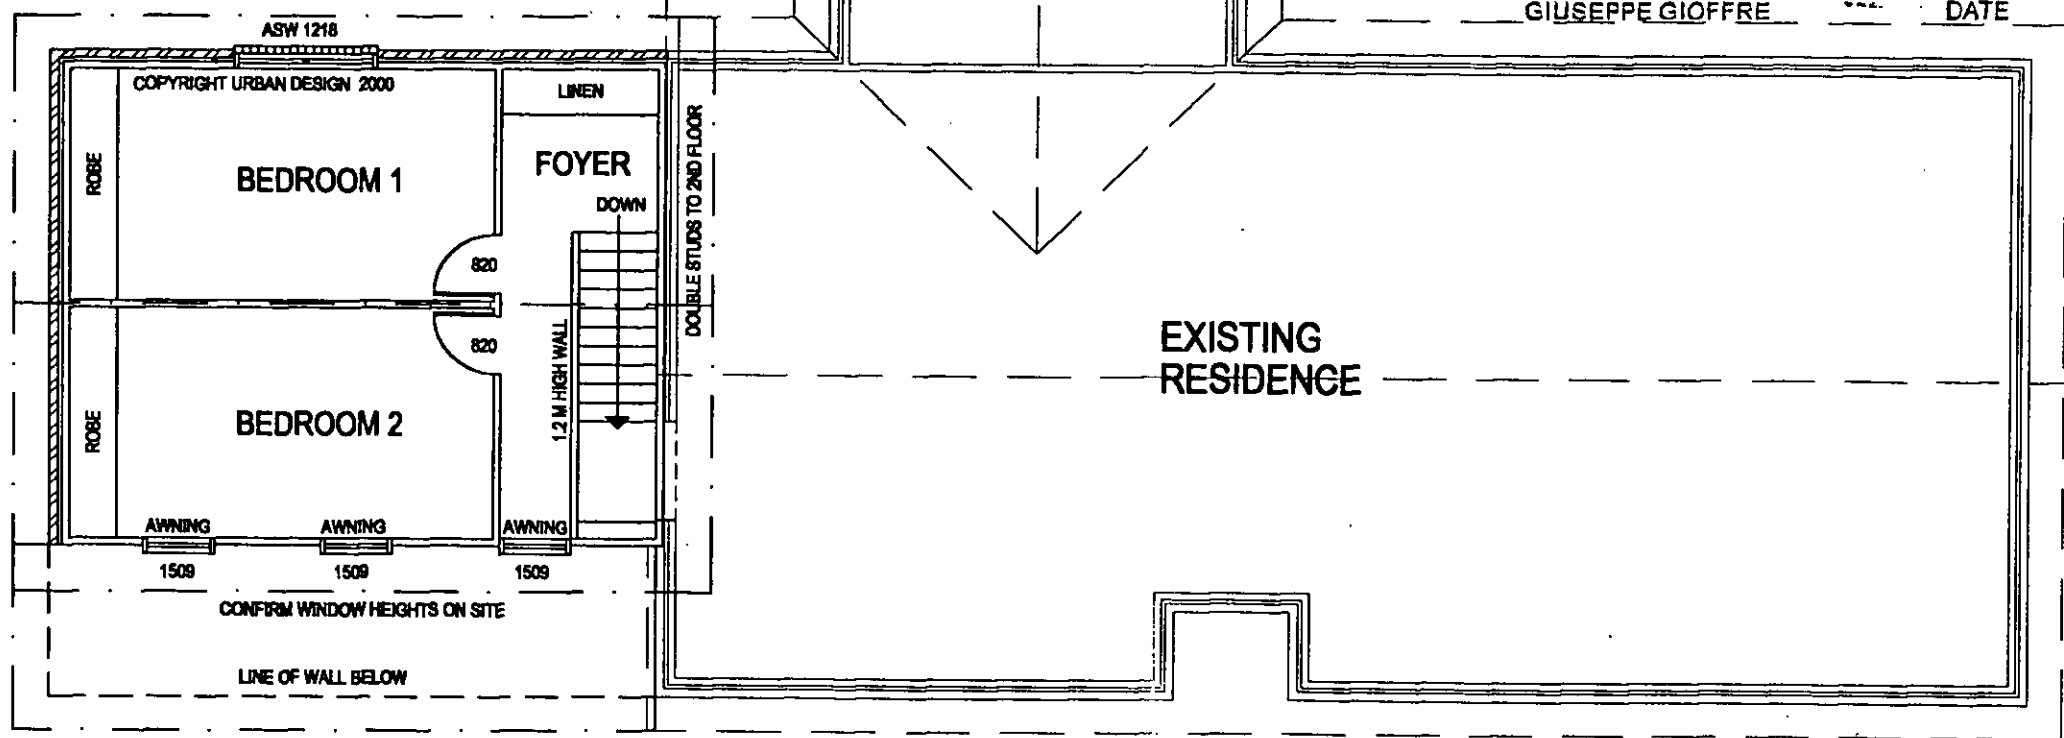 GIUSEPPE GIOFFRE DATE
ASW 1218
COPYRIGHT URBAN DESIGN 2000
LINEN
ROBE
BEDROOM 1
FOYER
DOWN
DOUBLE STUDS TO 2ND FLOOR
820
820
1.2 M HIGH WALL
EXISTING
RESIDENCE
ROBE
BEDROOM 2
AWNING
AWNING
AWNING
1509
1509
1509
CONFIRM WINDOW HEIGHTS ON SITE
LINE OF WALL BELOW